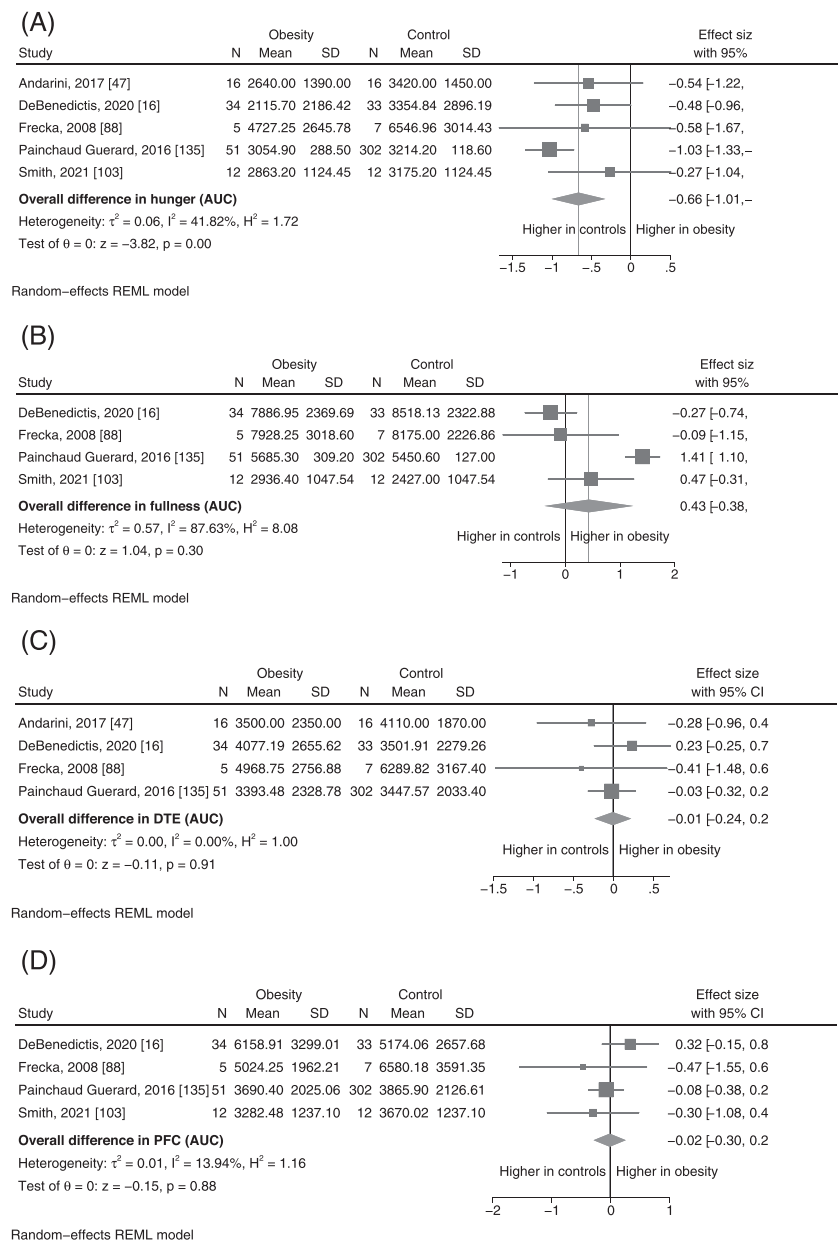 (A)
Obesity Control Effect siz
Study N Mean SD N Mean SD with 95%
Andarini, 2017 [47] 16 2640.00 1390.00 16 3420.00 1450.00 −0.54 [−1.22,
DeBenedictis, 2020 [16] 34 2115.70 2186.42 33 3354.84 2896.19 −0.48 [−0.96,
Frecka, 2008 [88] 5 4727.25 2645.78 7 6546.96 3014.43 −0.58 [−1.67,
Painchaud Guerard, 2016 [135] 51 3054.90 288.50 302 3214.20 118.60 −1.03 [−1.33,−
Smith, 2021 [103] 12 2863.20 1124.45 12 3175.20 1124.45 −0.27 [−1.04,
Overall difference in hunger (AUC) −0.66 [−1.01,−
Heterogeneity: τ² = 0.06, I² = 41.82%, H² = 1.72
Higher in controls Higher in obesity
Test of θ = 0: z = −3.82, p = 0.00
−1.5 −1 −.5 0 .5
Random−effects REML model
(B)
Obesity Control Effect siz
Study N Mean SD N Mean SD with 95%
DeBenedictis, 2020 [16] 34 7886.95 2369.69 33 8518.13 2322.88 −0.27 [−0.74,
Frecka, 2008 [88] 5 7928.25 3018.60 7 8175.00 2226.86 −0.09 [−1.15,
Painchaud Guerard, 2016 [135] 51 5685.30 309.20 302 5450.60 127.00 1.41 [ 1.10,
Smith, 2021 [103] 12 2936.40 1047.54 12 2427.00 1047.54 0.47 [−0.31,
Overall difference in fullness (AUC) 0.43 [−0.38,
Heterogeneity: τ² = 0.57, I² = 87.63%, H² = 8.08
Higher in controls Higher in obesity
Test of θ = 0: z = 1.04, p = 0.30
−1 0 1 2
Random−effects REML model
(C)
Obesity Control Effect size
Study N Mean SD N Mean SD with 95% CI
Andarini, 2017 [47] 16 3500.00 2350.00 16 4110.00 1870.00 −0.28 [−0.96, 0.4
DeBenedictis, 2020 [16] 34 4077.19 2655.62 33 3501.91 2279.26 0.23 [−0.25, 0.7
Frecka, 2008 [88] 5 4968.75 2756.88 7 6289.82 3167.40 −0.41 [−1.48, 0.6
Painchaud Guerard, 2016 [135] 51 3393.48 2328.78 302 3447.57 2033.40 −0.03 [−0.32, 0.2
Overall difference in DTE (AUC) −0.01 [−0.24, 0.2
Heterogeneity: τ² = 0.00, I² = 0.00%, H² = 1.00
Higher in controls Higher in obesity
Test of θ = 0: z = −0.11, p = 0.91
−1.5 −1 −.5 0 .5
Random−effects REML model
(D)
Obesity Control Effect size
Study N Mean SD N Mean SD with 95% CI
DeBenedictis, 2020 [16] 34 6158.91 3299.01 33 5174.06 2657.68 0.32 [−0.15, 0.8
Frecka, 2008 [88] 5 5024.25 1962.21 7 6580.18 3591.35 −0.47 [−1.55, 0.6
Painchaud Guerard, 2016 [135] 51 3690.40 2025.06 302 3865.90 2126.61 −0.08 [−0.38, 0.2
Smith, 2021 [103] 12 3282.48 1237.10 12 3670.02 1237.10 −0.30 [−1.08, 0.4
Overall difference in PFC (AUC) −0.02 [−0.30, 0.2
Heterogeneity: τ² = 0.01, I² = 13.94%, H² = 1.16
Higher in controls Higher in obesity
Test of θ = 0: z = −0.15, p = 0.88
−2 −1 0 1
Random−effects REML model